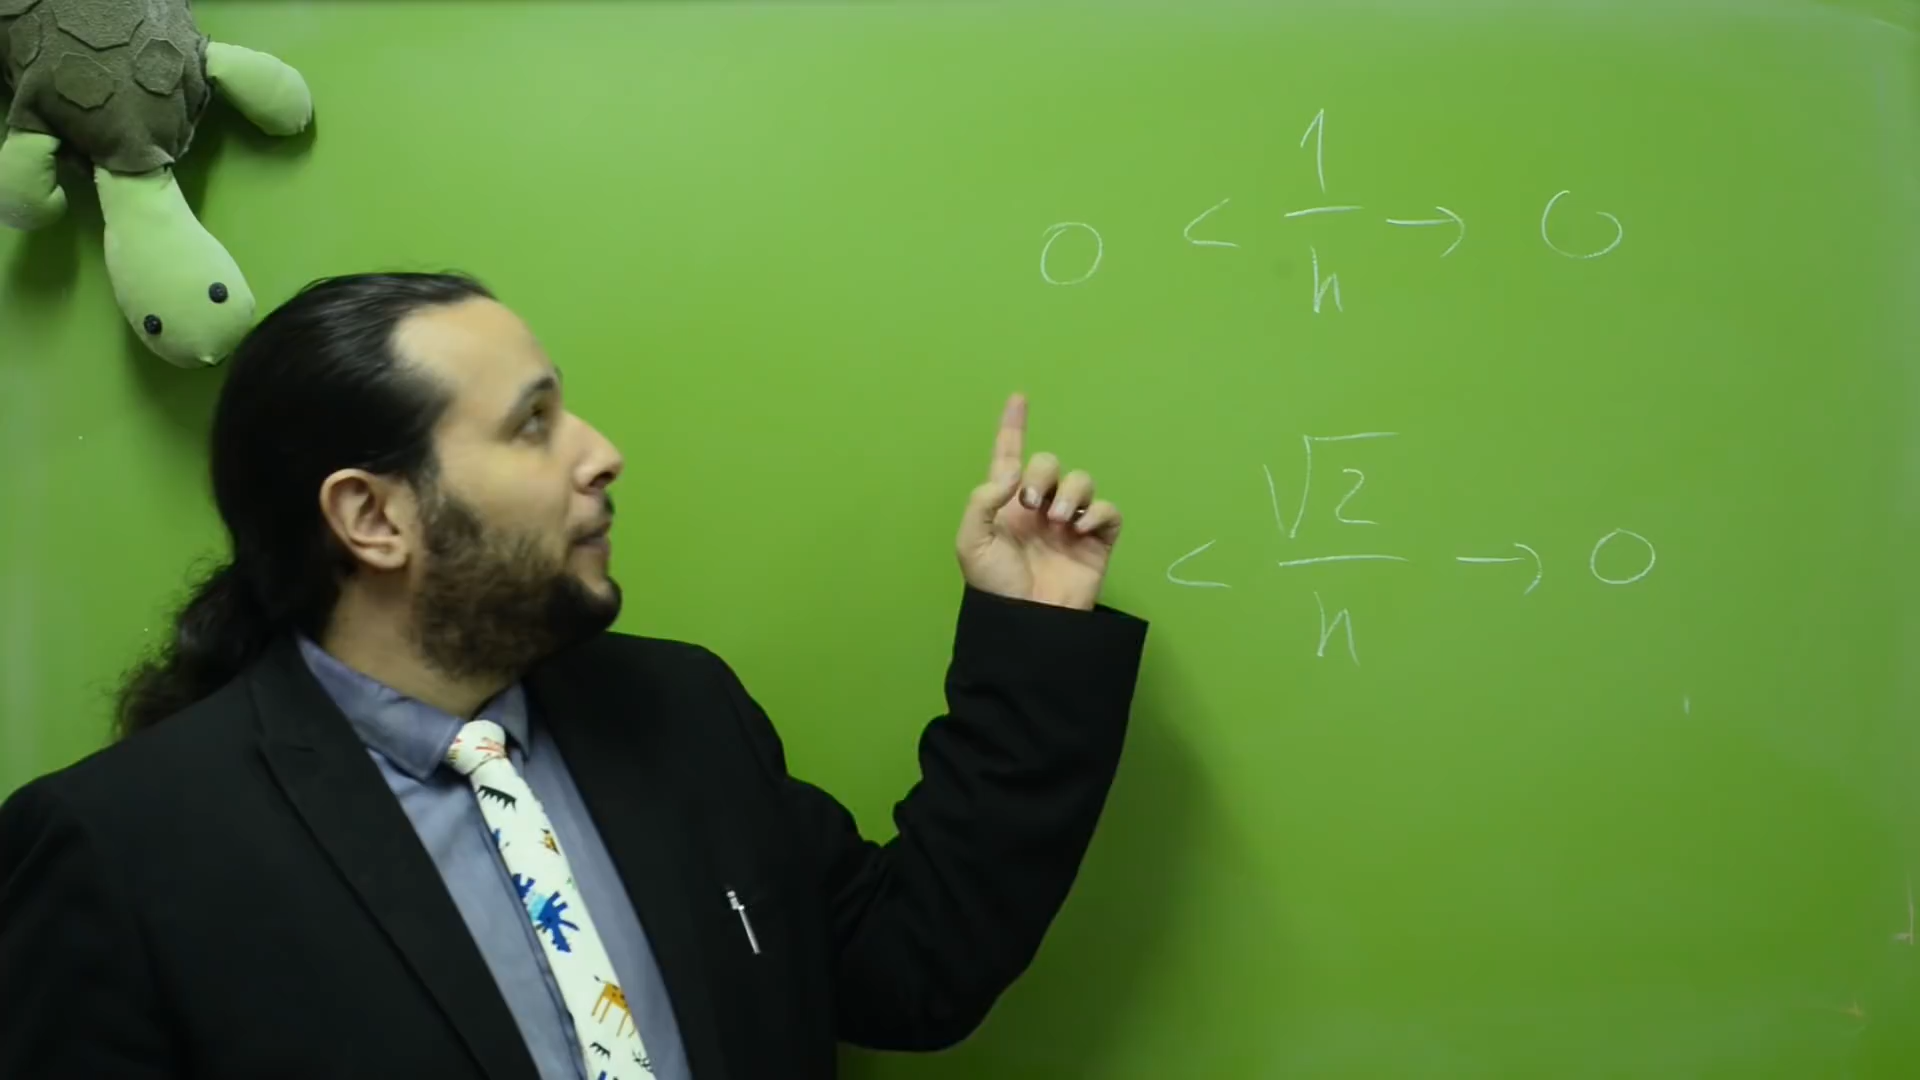 0 < 1/n → 0
< √2/n → 0